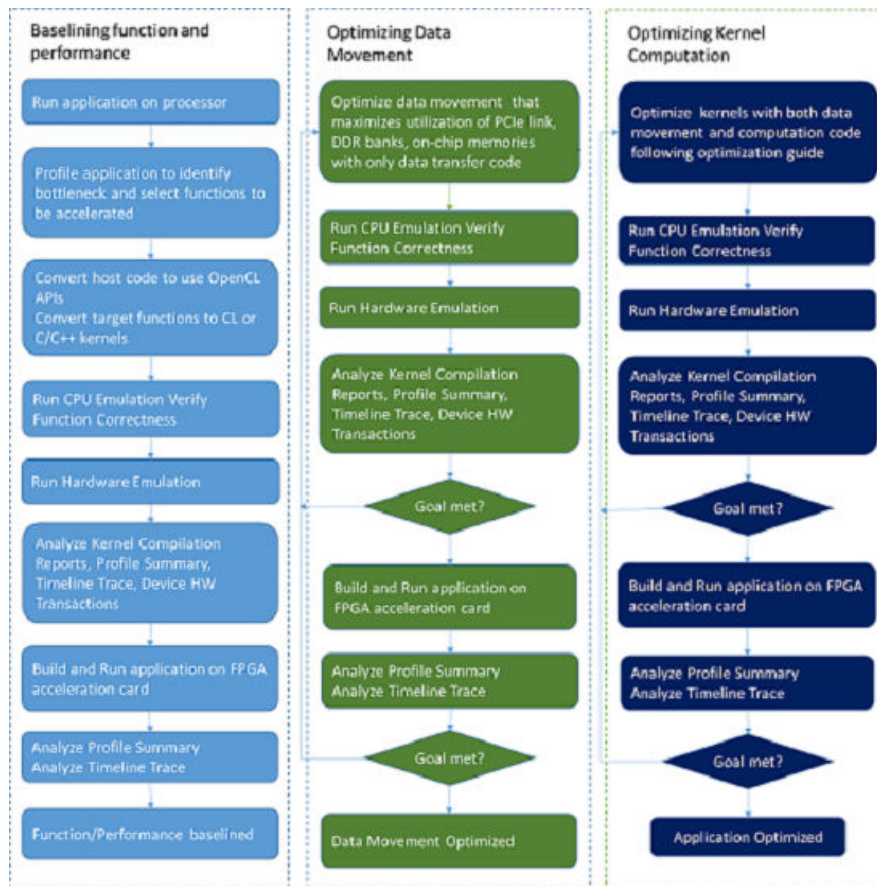 Baselining function and
performance
Run application on processor
Profile application to identify
bottleneck and select functions to
be accelerated
Convert host code to use OpenCL
APIs
Convert target functions to CL or
C/C++ kernels
Run CPU Emulation Verify
Function Correctness
Run Hardware Emulation
Analyze Kernel Compilation
Reports, Profile Summary,
Timeline Trace, Device HW
Transactions
Build and Run application on FPGA
acceleration card
Analyze Profile Summary
Analyze Timeline Trace
Function/Performance baselined
Optimizing Data
Movement
Optimize data movement that
maximizes utilization of PCIe link,
DDR banks, on-chip memories
with only data transfer code
Run CPU Emulation Verify
Function Correctness
Run Hardware Emulation
Analyze Kernel Compilation
Reports, Profile Summary,
Timeline Trace, Device HW
Transactions
Goal met?
Build and Run application on
FPGA acceleration card
Analyze Profile Summary
Analyze Timeline Trace
Goal met?
Data Movement Optimized
Optimizing Kernel
Computation
Optimize kernels with both data
movement and computation code
following optimization guide
Run CPU Emulation Verify
Function Correctness
Run Hardware Emulation
Analyze Kernel Compilation
Reports, Profile Summary,
Timeline Trace, Device HW
Transactions
Goal met?
Build and Run application on FPGA
acceleration card
Analyze Profile Summary
Analyze Timeline Trace
Goal met?
Application Optimized